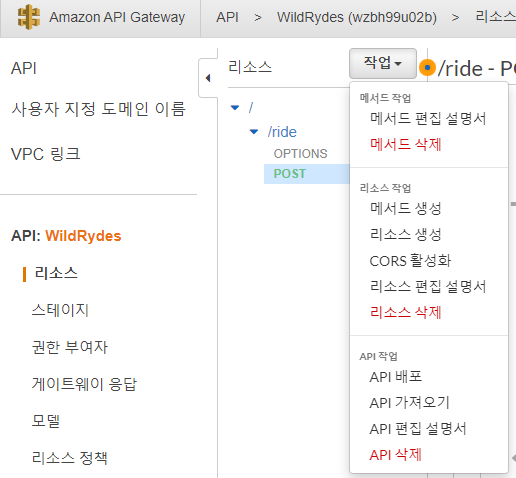 Amazon API Gateway API > WildRydes (wzbh99u02b) > 리소스
API
사용자 지정 도메인 이름
VPC 링크
API: WildRydes
리소스
스테이지
권한 부여자
게이트웨이 응답
모델
리소스 정책
리소스 작업
/
/ride
OPTIONS
POST
/ride - PO
메서드 작업
메서드 편집 설명서
메서드 삭제
리소스 작업
메서드 생성
리소스 생성
CORS 활성화
리소스 편집 설명서
리소스 삭제
API 작업
API 배포
API 가져오기
API 편집 설명서
API 삭제